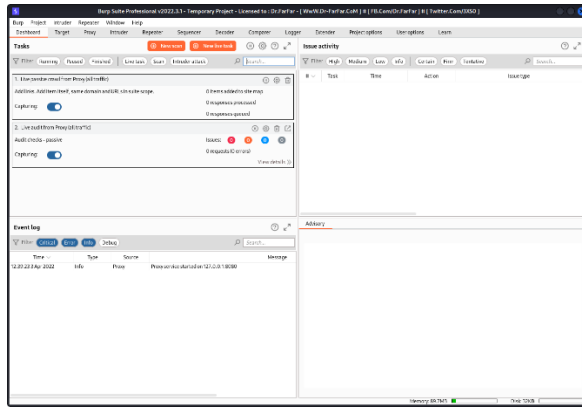 Burp Suite Professional v2022.3.1 - Temporary Project - Licensed to : Dr.FarFar - [ WwW.Dr-FarFar.CoM ] R [ FB.Com/Dr.FarFar ] R [ Twitter.Com/3XS0 ]
Burp Project Intruder Repeater Window Help
Dashboard Target Proxy Intruder Repeater Sequencer Decoder Comparer Logger Extender Project options User options Learn
Tasks
New scan
New live task
Filter Running Paused Finished Live task Scan Intruder attack Search...
1. Live passive crawl from Proxy (all traffic)
Add links. Add item itself, same domain and URLs in suite scope.
0 items added to site map
Capturing:
0 responses processed
0 responses queued
2. Live audit from Proxy (all traffic)
Audit checks - passive
Issues: 0 0 0 0
Capturing:
0 requests (0 errors)
View details
Event log
Filter Critical Error Info Debug Search...
Time Type Source Message
12:39:23 3 Apr 2022 Info Proxy Proxy service started on 127.0.0.1:8080
Issue activity
Filter High Medium Low Info Certain Firm Tentative Search...
# Task Time Action Issue type
Advisory
Memory: 89.7MB
Disk: 32KB